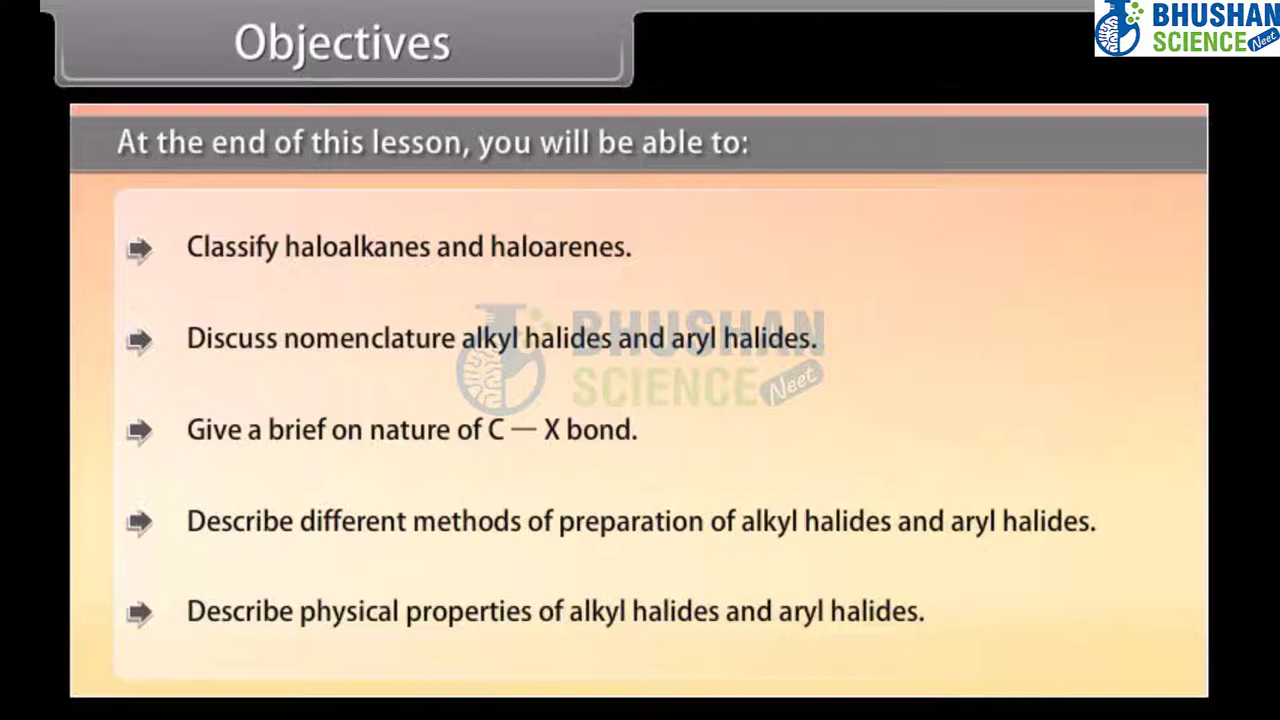 Objectives
BHUSHAN
SCIENCE Neet
At the end of this lesson, you will be able to:
Classify haloalkanes and haloarenes.
Discuss nomenclature alkyl halides and aryl halides.
BHUSHAN
SCIENCE Neet
Give a brief on nature of C — X bond.
Describe different methods of preparation of alkyl halides and aryl halides.
Describe physical properties of alkyl halides and aryl halides.